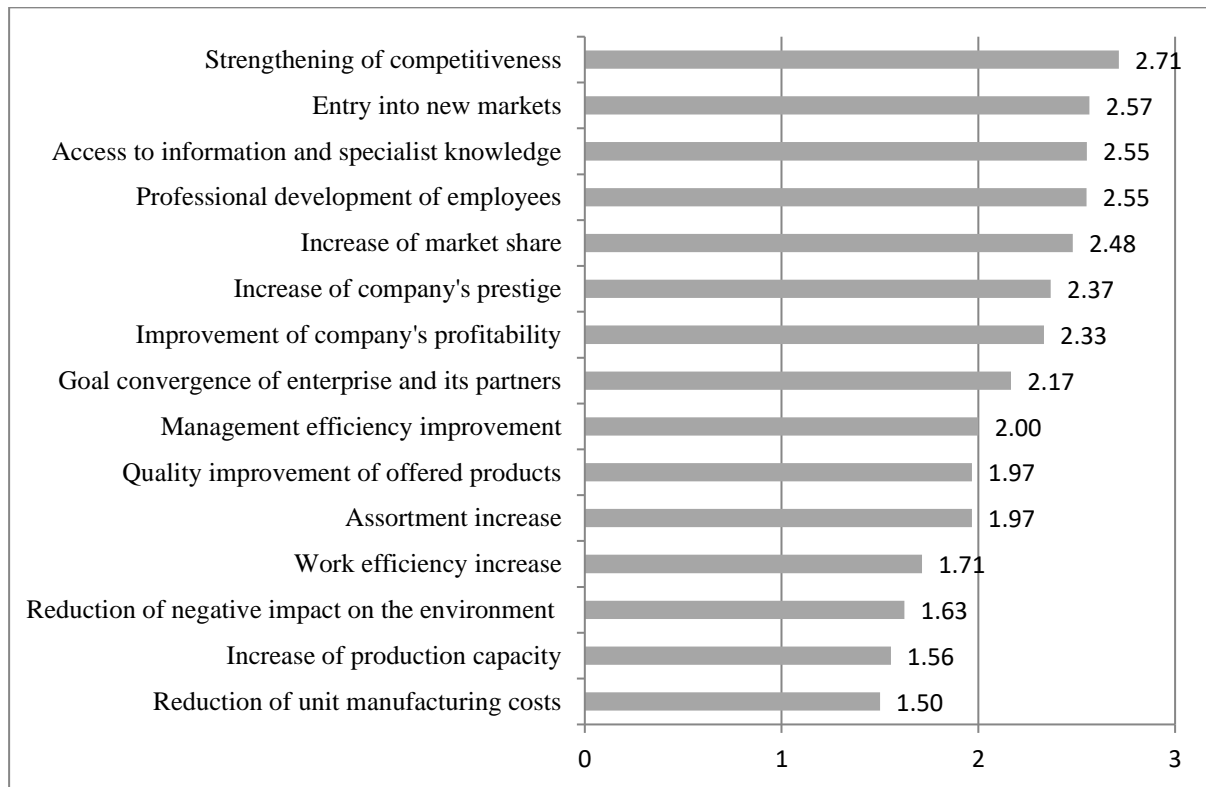 Strengthening of competitiveness 2.71
Entry into new markets 2.57
Access to information and specialist knowledge 2.55
Professional development of employees 2.55
Increase of market share 2.48
Increase of company's prestige 2.37
Improvement of company's profitability 2.33
Goal convergence of enterprise and its partners 2.17
Management efficiency improvement 2.00
Quality improvement of offered products 1.97
Assortment increase 1.97
Work efficiency increase 1.71
Reduction of negative impact on the environment 1.63
Increase of production capacity 1.56
Reduction of unit manufacturing costs 1.50
0 1 2 3